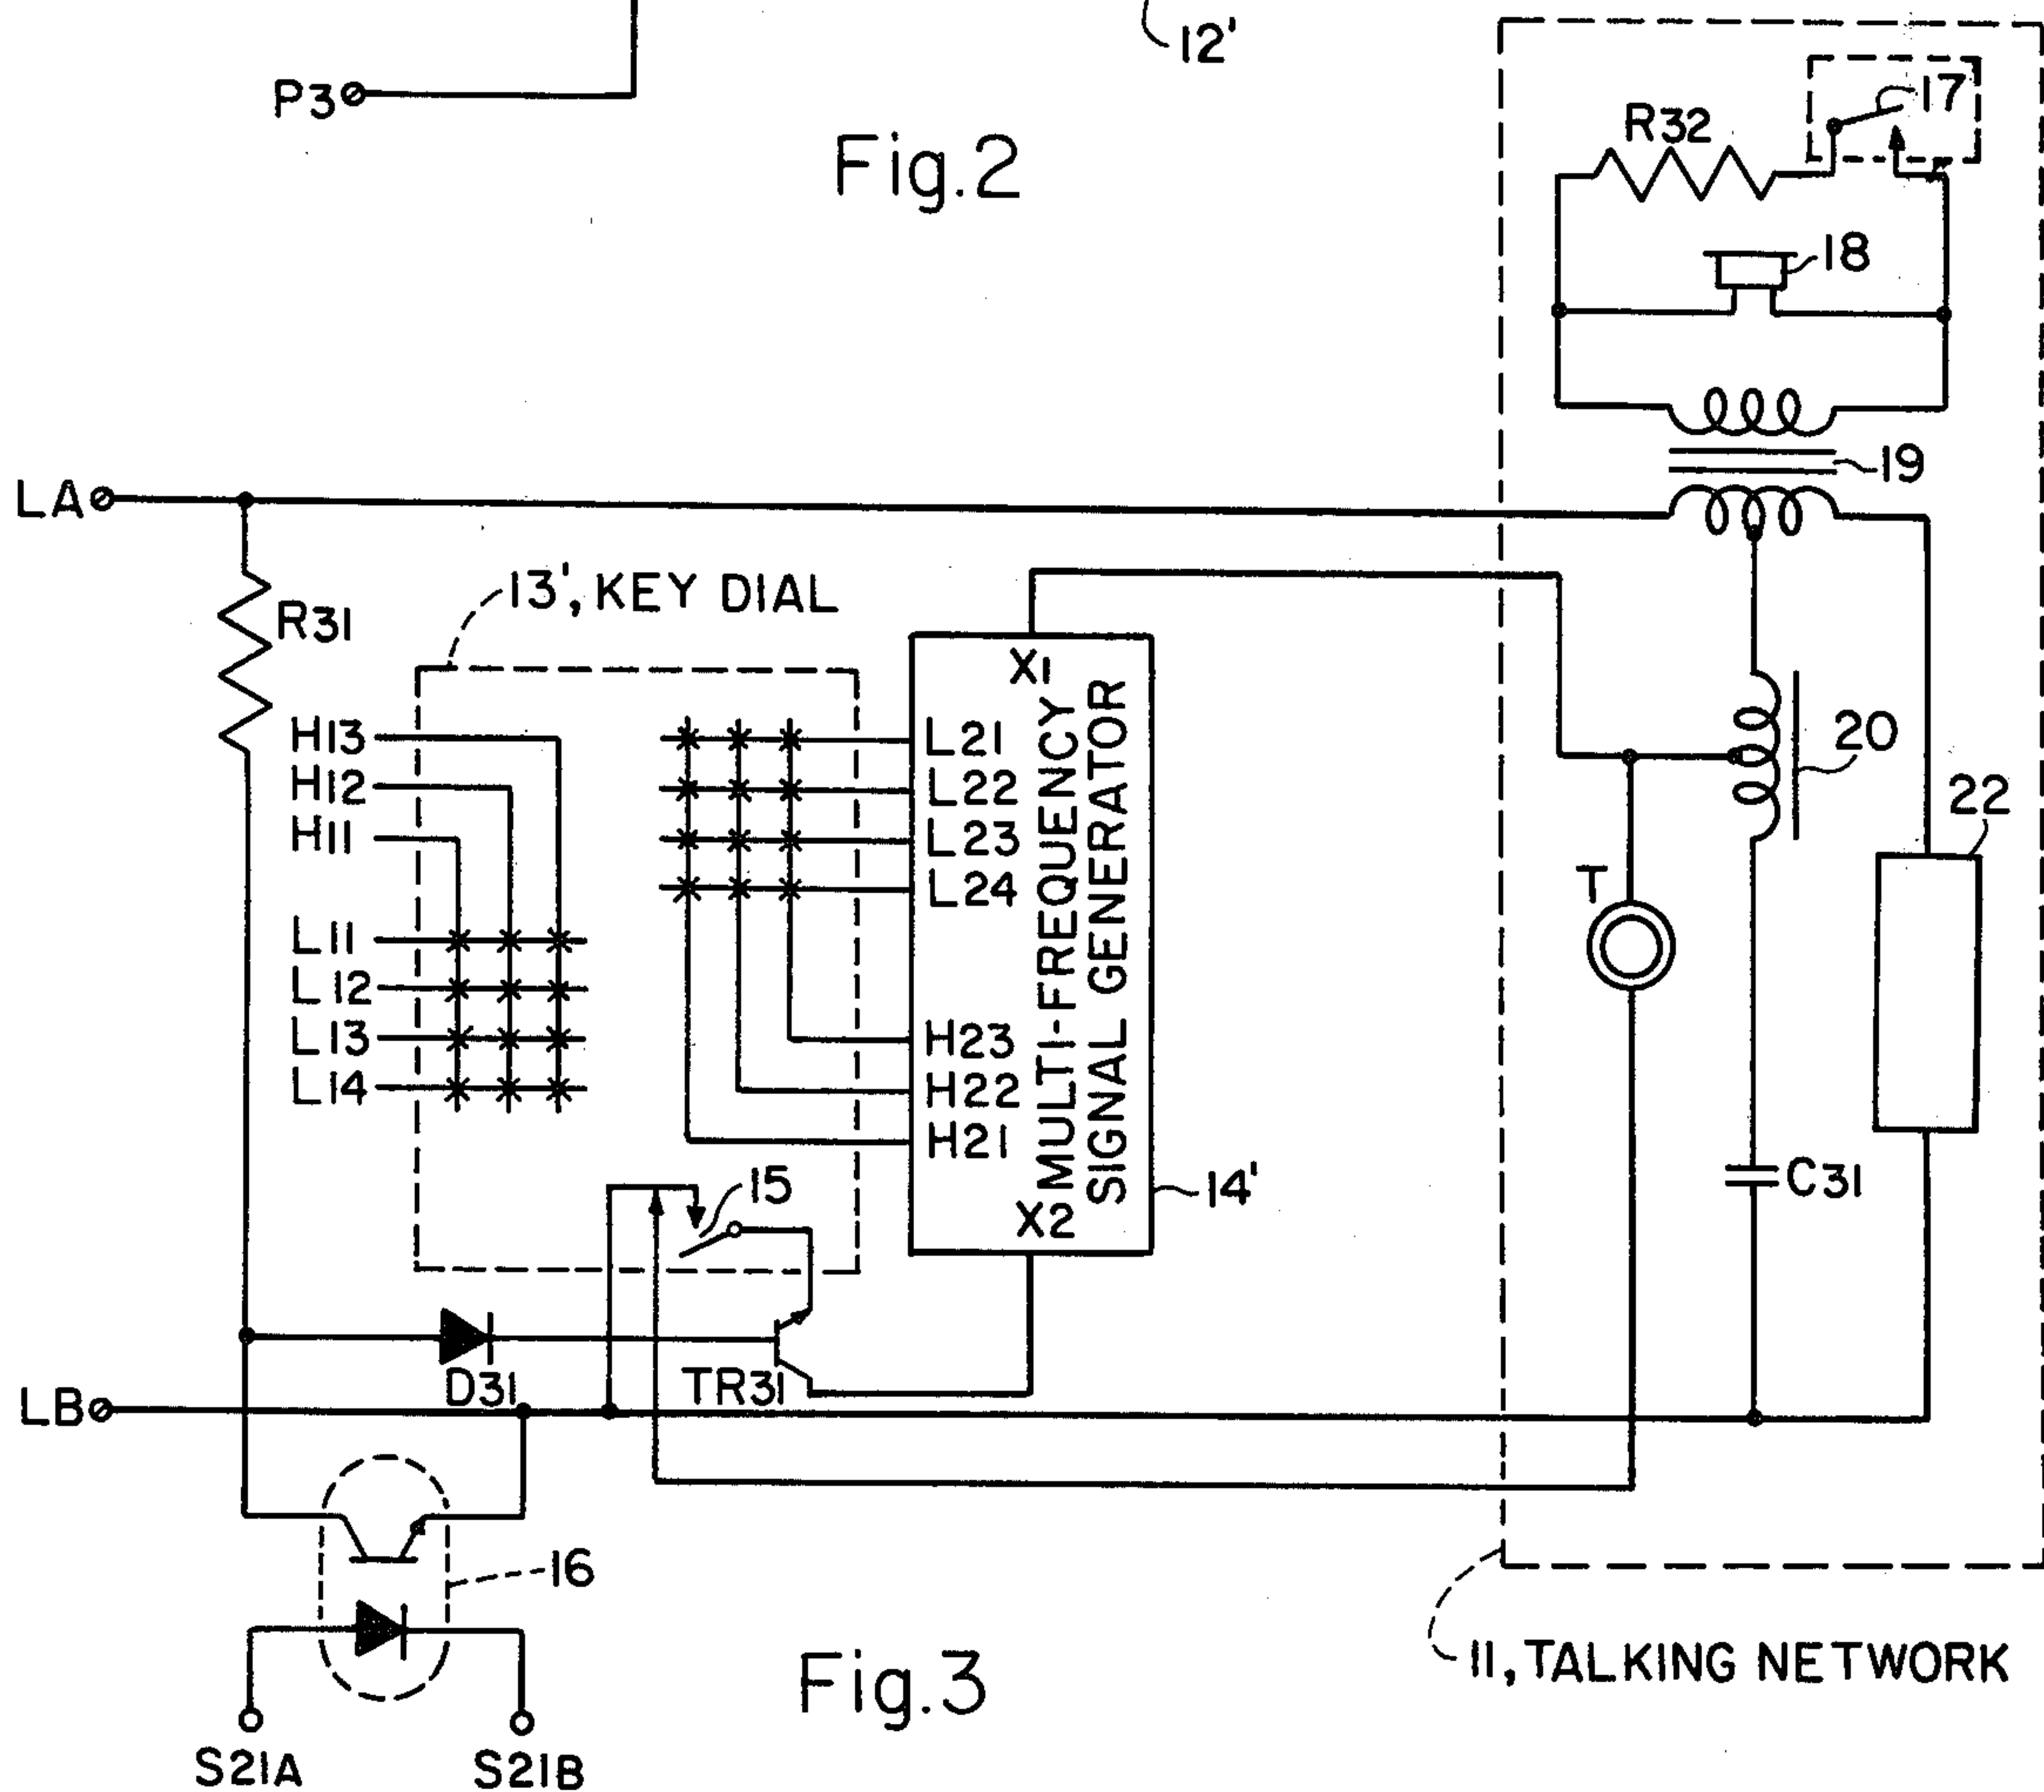 12'
P3
Fig.2
17
R32
18
19
LA
13', KEY DIAL
R31
X1
H13
H12
H11
L21
L22
L23
L24
20
22
T
L11
L12
L13
L14
H23
H22
H21
MULTI-FREQUENCY
SIGNAL GENERATOR
15
X2
14'
C31
D31
TR31
LB
16
11, TALKING NETWORK
Fig.3
S21A
S21B